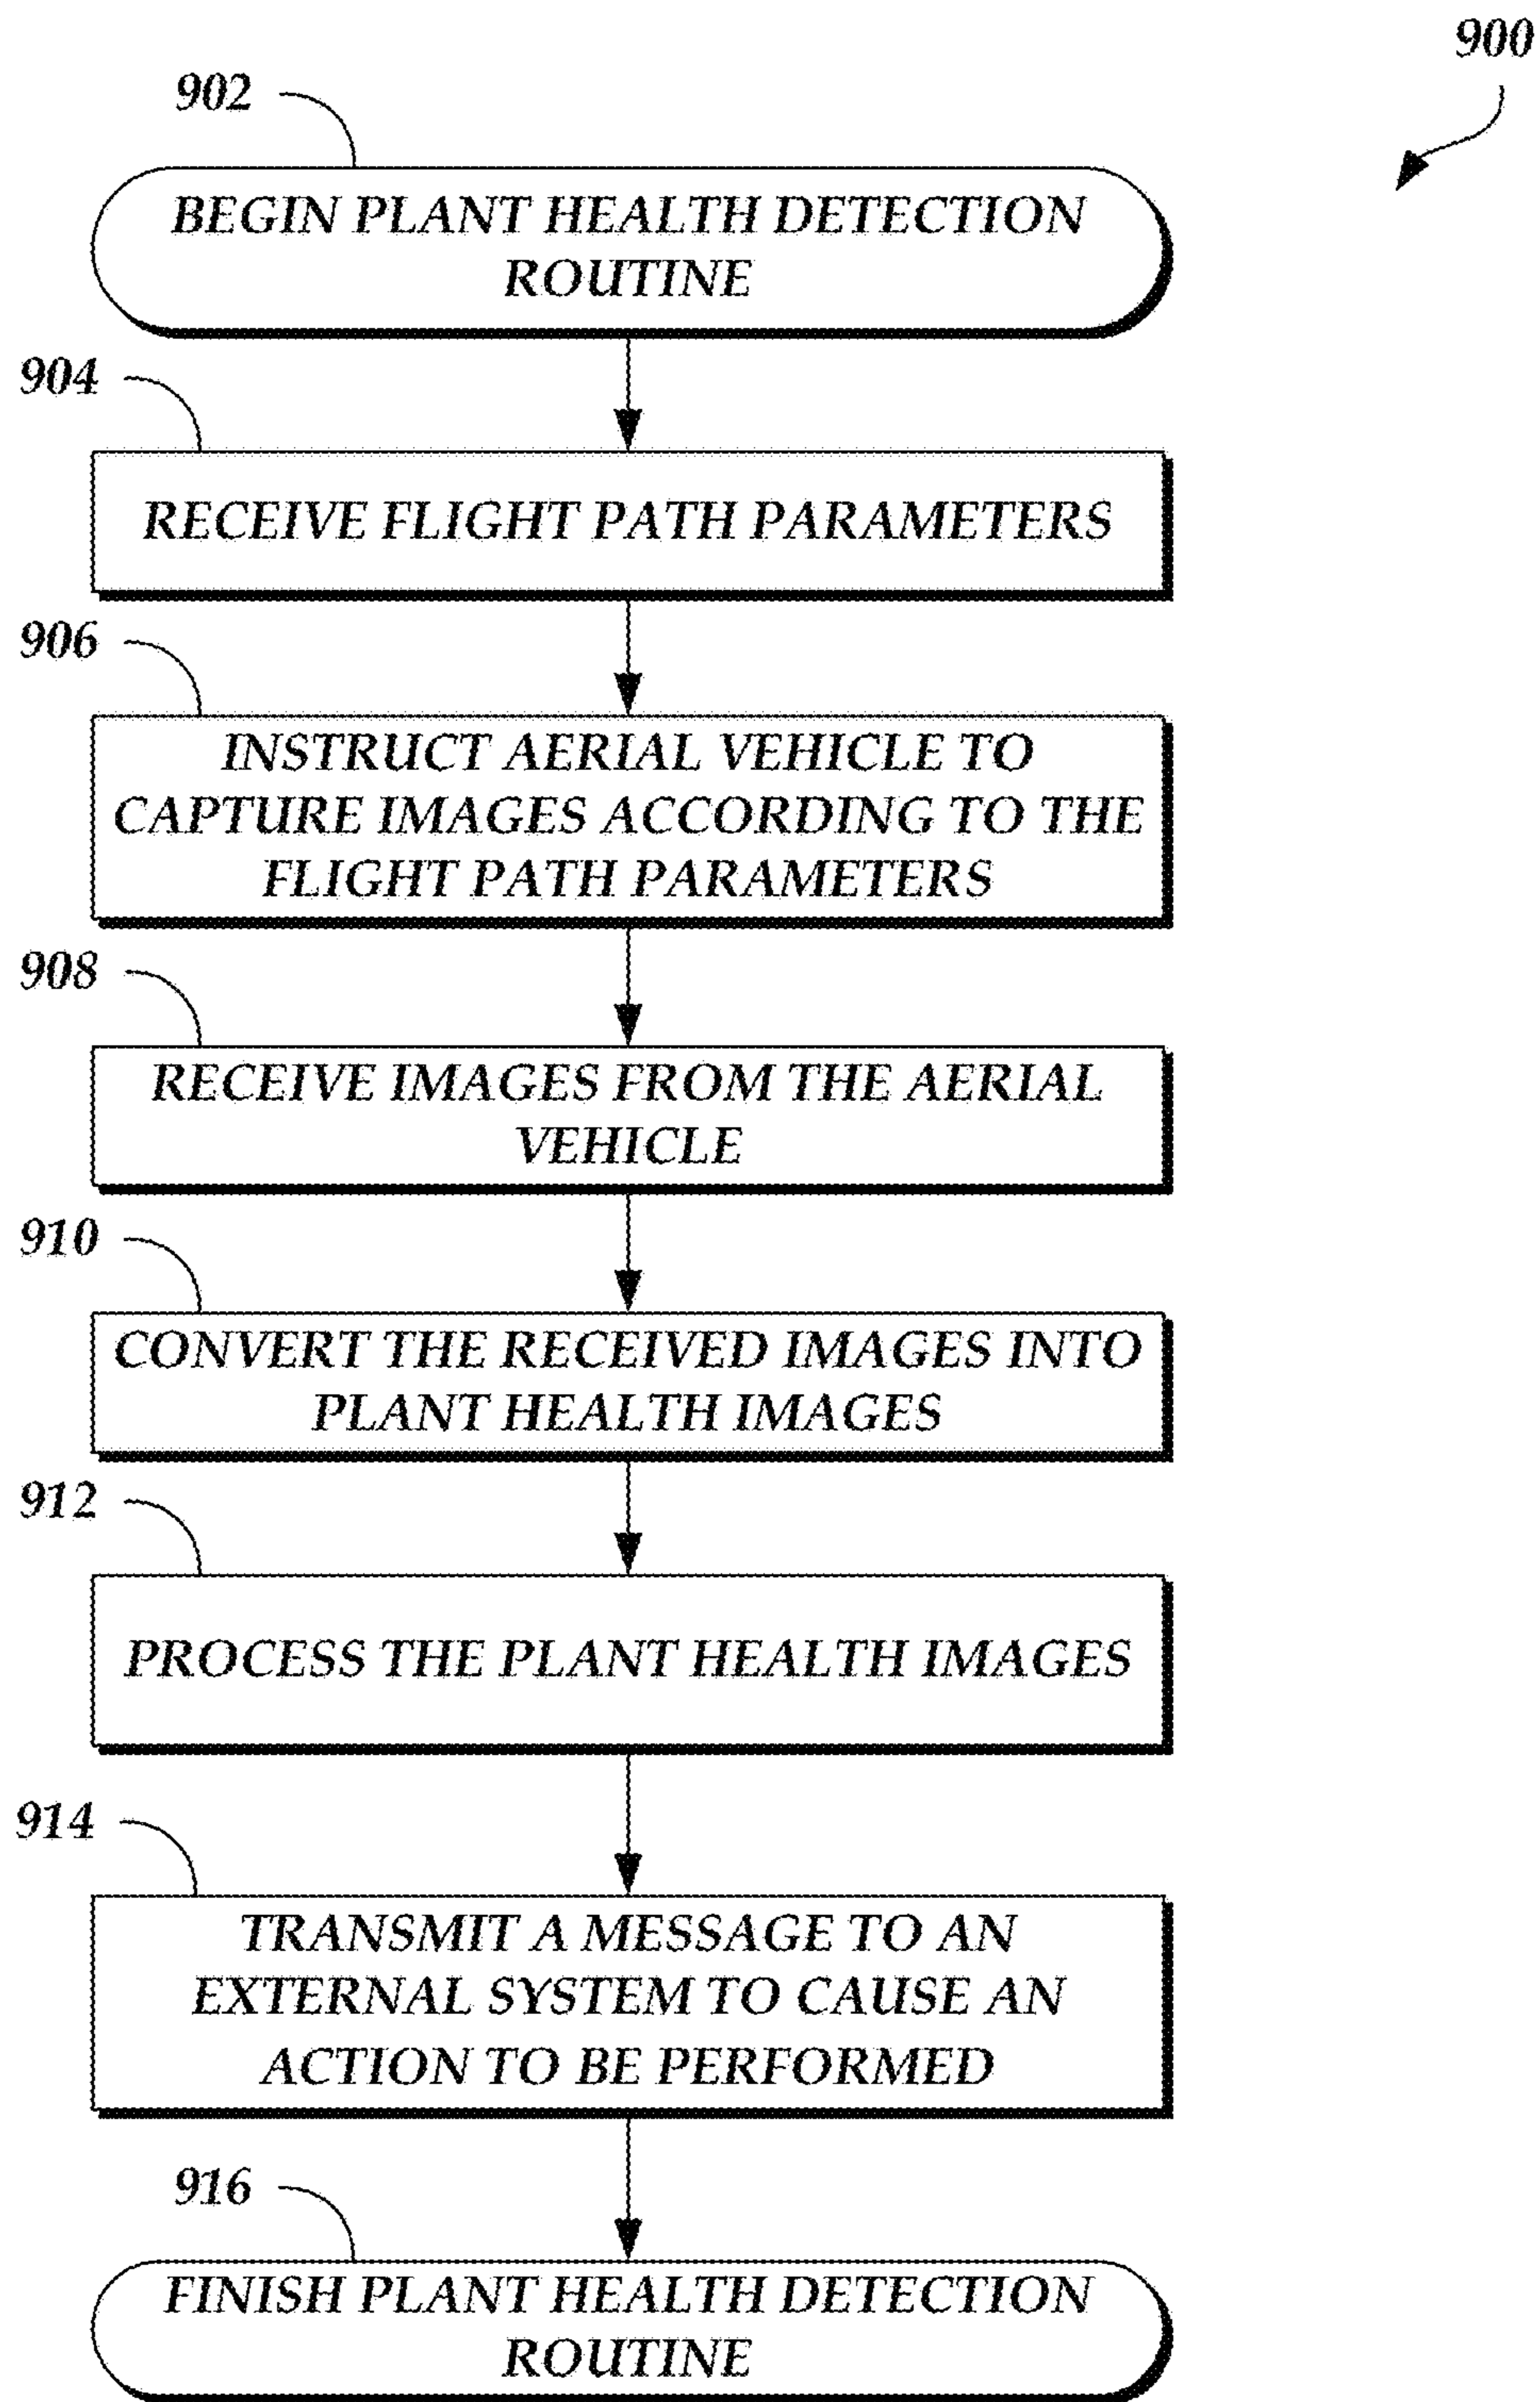 900
902
BEGIN PLANT HEALTH DETECTION
ROUTINE
904
RECEIVE FLIGHT PATH PARAMETERS
906
INSTRUCT AERIAL VEHICLE TO
CAPTURE IMAGES ACCORDING TO THE
FLIGHT PATH PARAMETERS
908
RECEIVE IMAGES FROM THE AERIAL
VEHICLE
910
CONVERT THE RECEIVED IMAGES INTO
PLANT HEALTH IMAGES
912
PROCESS THE PLANT HEALTH IMAGES
914
TRANSMIT A MESSAGE TO AN
EXTERNAL SYSTEM TO CAUSE AN
ACTION TO BE PERFORMED
916
FINISH PLANT HEALTH DETECTION
ROUTINE